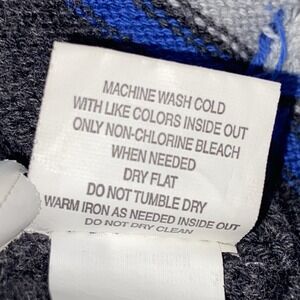 MACHINE WASH COLD
WITH LIKE COLORS INSIDE OUT
ONLY NON-CHLORINE BLEACH
WHEN NEEDED
DRY FLAT
DO NOT TUMBLE DRY
WARM IRON AS NEEDED INSIDE OUT
DO NOT DRY CLEAN